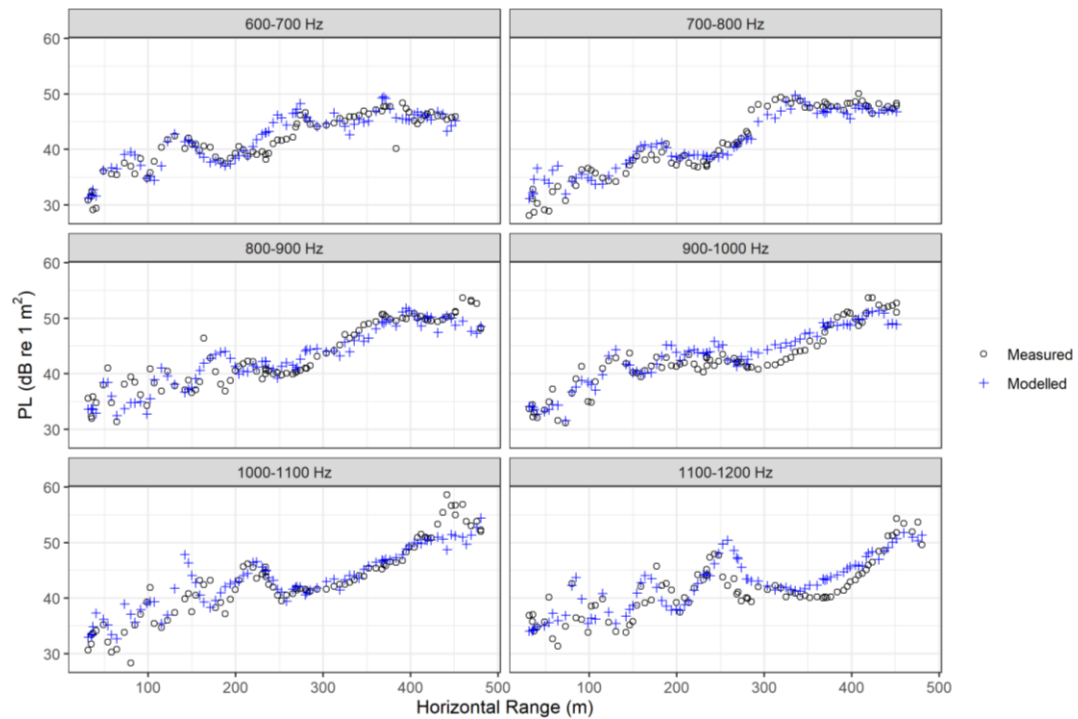 600-700 Hz
700-800 Hz
60
50
40
30
800-900 Hz
900-1000 Hz
60
50
40
30
1000-1100 Hz
1100-1200 Hz
60
50
40
30
100 200 300 400 500
100 200 300 400 500
Horizontal Range (m)
PL (dB re 1 m²)
Measured
Modelled